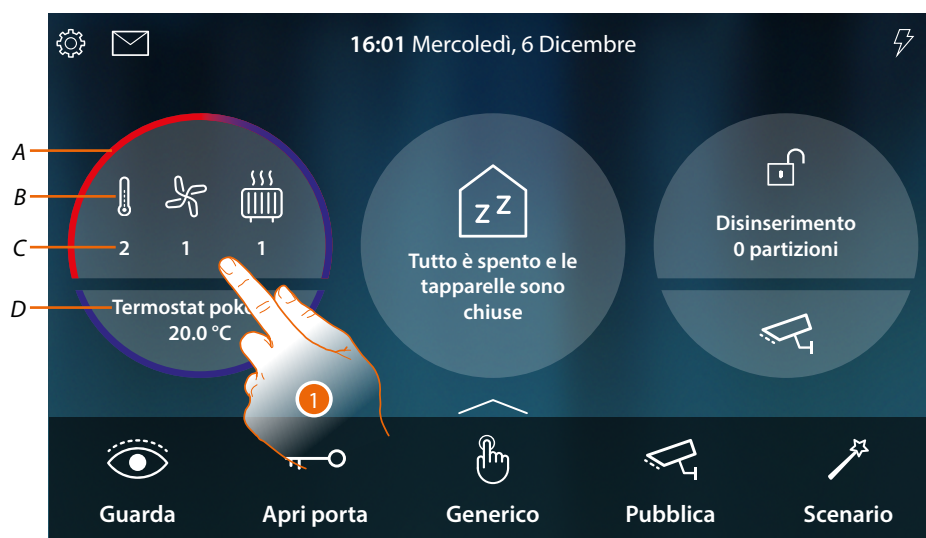 16:01 Mercoledì, 6 Dicembre
A
B
C
D
2 1 1
Termostat pok
20.0 °C
z Z
Tutto è spento e le
tapparelle sono
chiuse
Disinserimento
0 partizioni
1
Guarda
Apri porta
Generico
Pubblica
Scenario